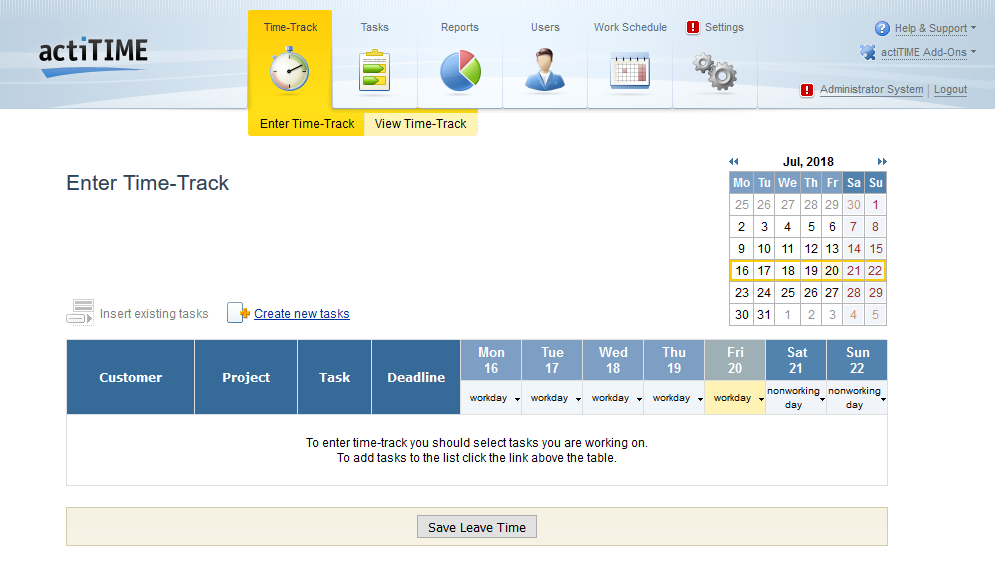 actiTIME
Time-Track Tasks Reports Users Work Schedule Settings
Help & Support
actiTIME Add-Ons
Administrator System Logout
Enter Time-Track View Time-Track
Enter Time-Track
Jul, 2018
Mo Tu We Th Fr Sa Su
25 26 27 28 29 30 1
2 3 4 5 6 7 8
9 10 11 12 13 14 15
16 17 18 19 20 21 22
23 24 25 26 27 28 29
30 31 1 2 3 4 5
Insert existing tasks Create new tasks
Customer Project Task Deadline
Mon Tue Wed Thu Fri Sat Sun
16 17 18 19 20 21 22
workday workday workday workday workday nonworking day nonworking day
To enter time-track you should select tasks you are working on.
To add tasks to the list click the link above the table.
Save Leave Time